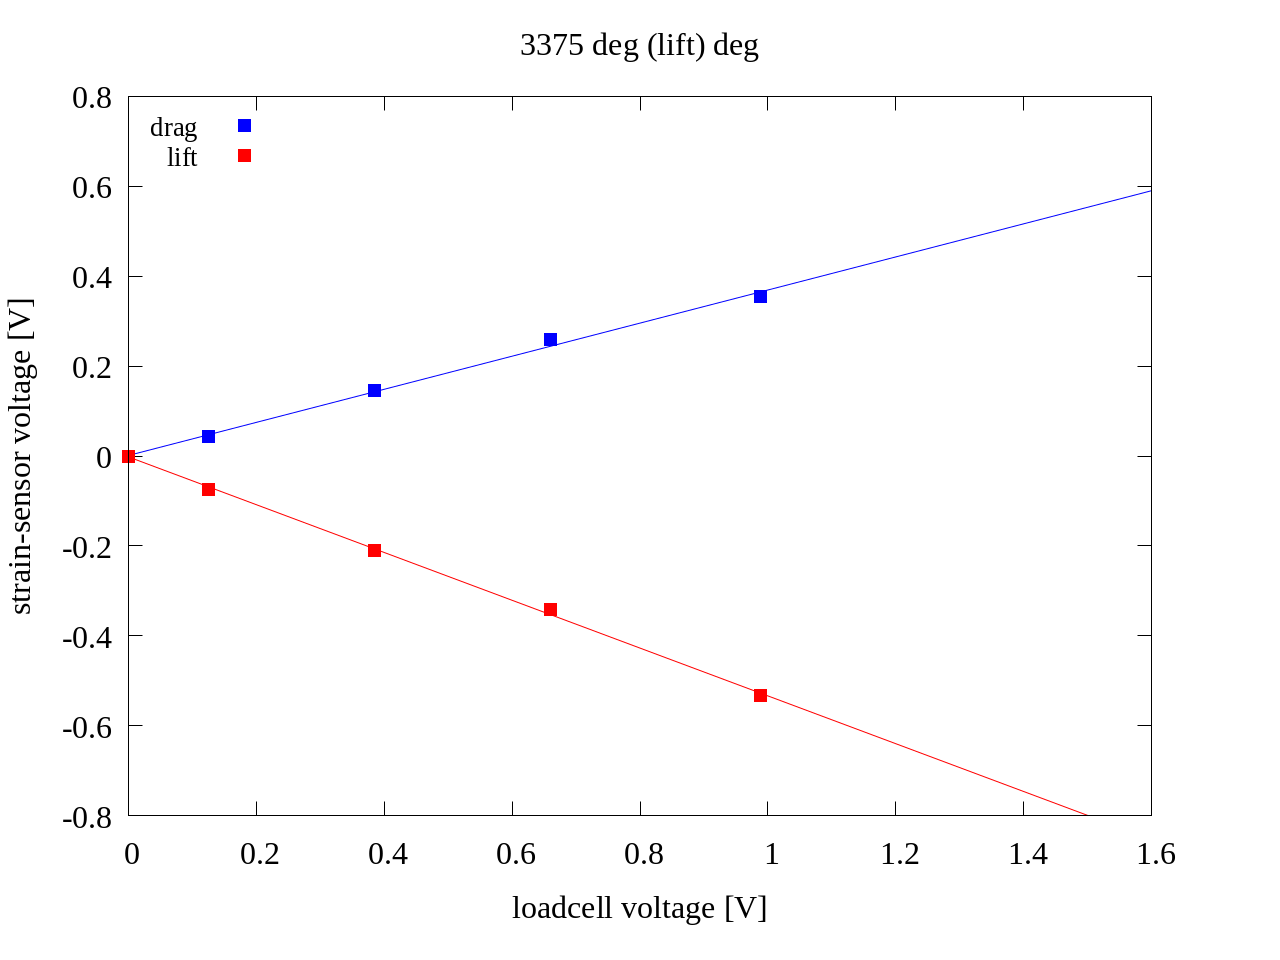 3375 deg (lift) deg
drag
lift
0.8
0.6
0.4
0.2
0
-0.2
-0.4
-0.6
-0.8
strain-sensor voltage [V]
0 0.2 0.4 0.6 0.8 1 1.2 1.4 1.6
loadcell voltage [V]